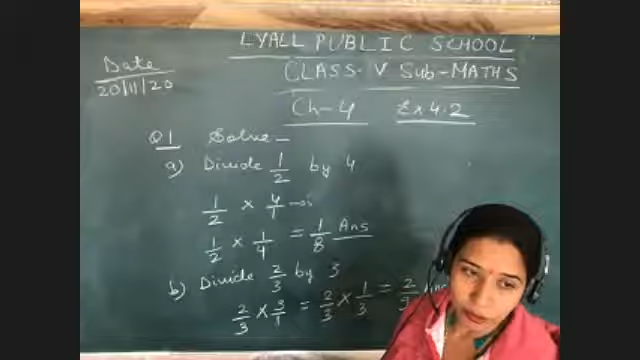 LYALL PUBLIC SCHOOL
Date
20/11/20
CLASS-V Sub-MATHS
Ch-4 Ex 4.2
Q1 Solve-
a) Divide 1/2 by 4
1/2 × 4/1
1/2 × 1/4 = 1/8 Ans
b) Divide 2/3 by 3
2/3 × 3/1 = 2/3 × 1/3 = 2/9